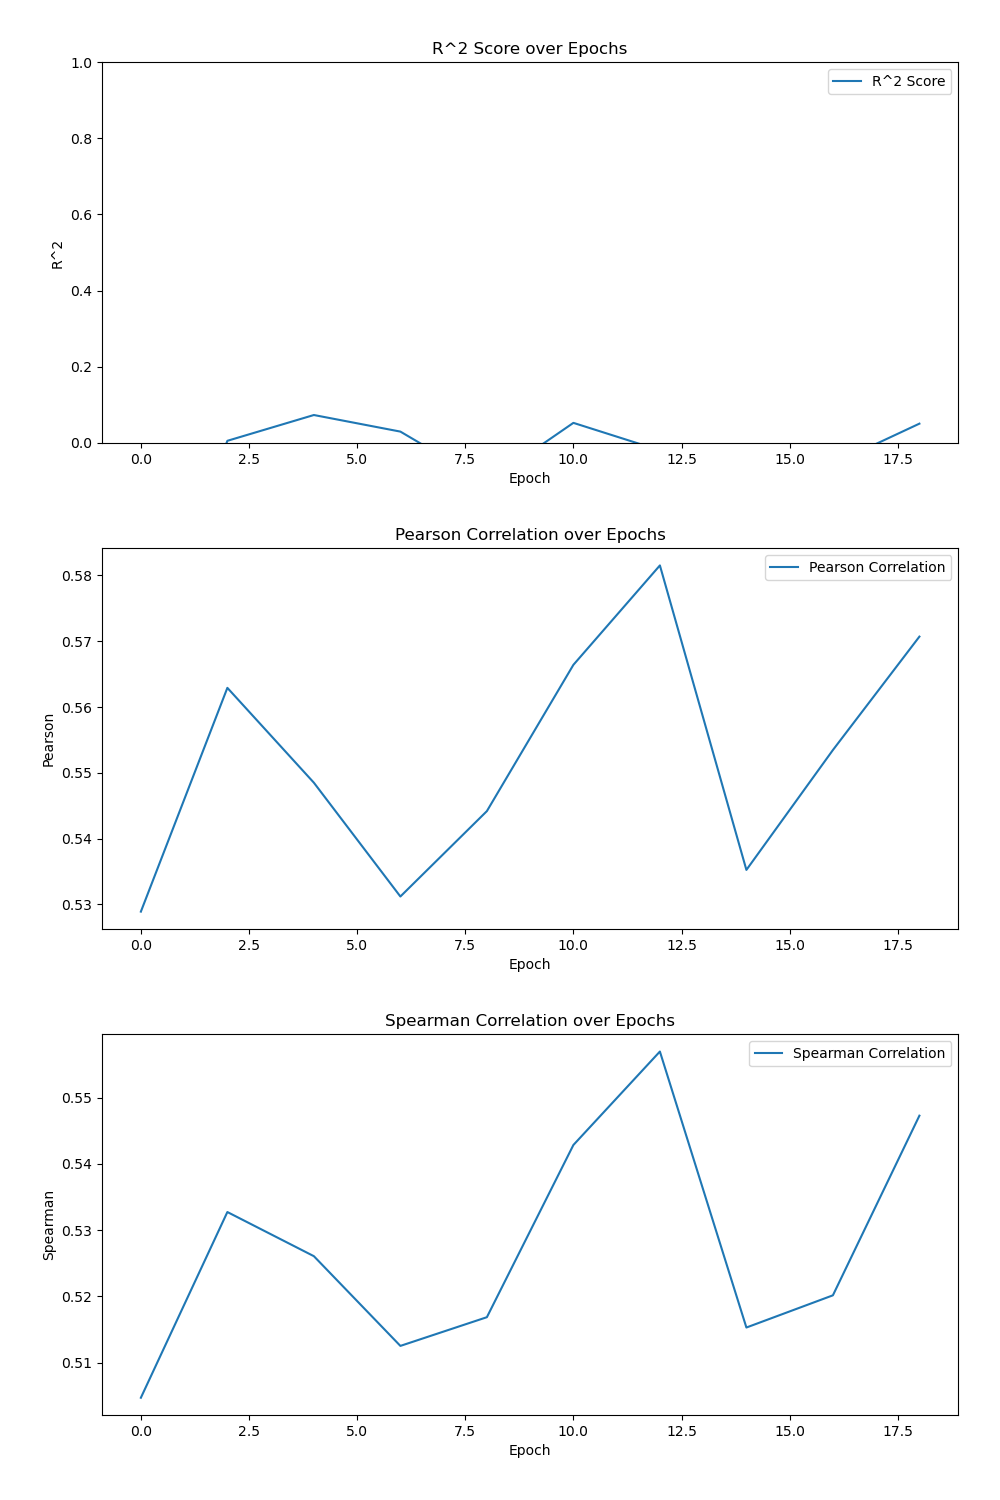 R^2 Score over Epochs
1.0
R^2 Score
0.8
0.6
R^2
0.4
0.2
0.0
0.0 2.5 5.0 7.5 10.0 12.5 15.0 17.5
Epoch
Pearson Correlation over Epochs
Pearson Correlation
0.58
0.57
0.56
Pearson
0.55
0.54
0.53
0.0 2.5 5.0 7.5 10.0 12.5 15.0 17.5
Epoch
Spearman Correlation over Epochs
Spearman Correlation
0.55
0.54
0.53
Spearman
0.52
0.51
0.0 2.5 5.0 7.5 10.0 12.5 15.0 17.5
Epoch